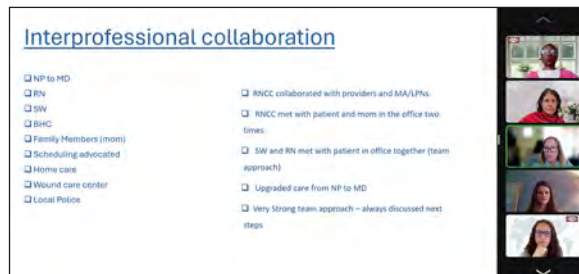 Interprofessional collaboration
❑ NP to MD
❑ RN
❑ SW
❑ BHC
❑ Family Members (mom)
❑ Scheduling advocated
❑ Home care
❑ Wound care center
❑ Local Police
❑ RNCC collaborated with providers and MA/LPNs
❑ RNCC met with patient and mom in the office two
times
❑ SW and RN met with patient in office together (team
approach)
❑ Upgraded care from NP to MD
❑ Very Strong team approach – always discussed next
steps